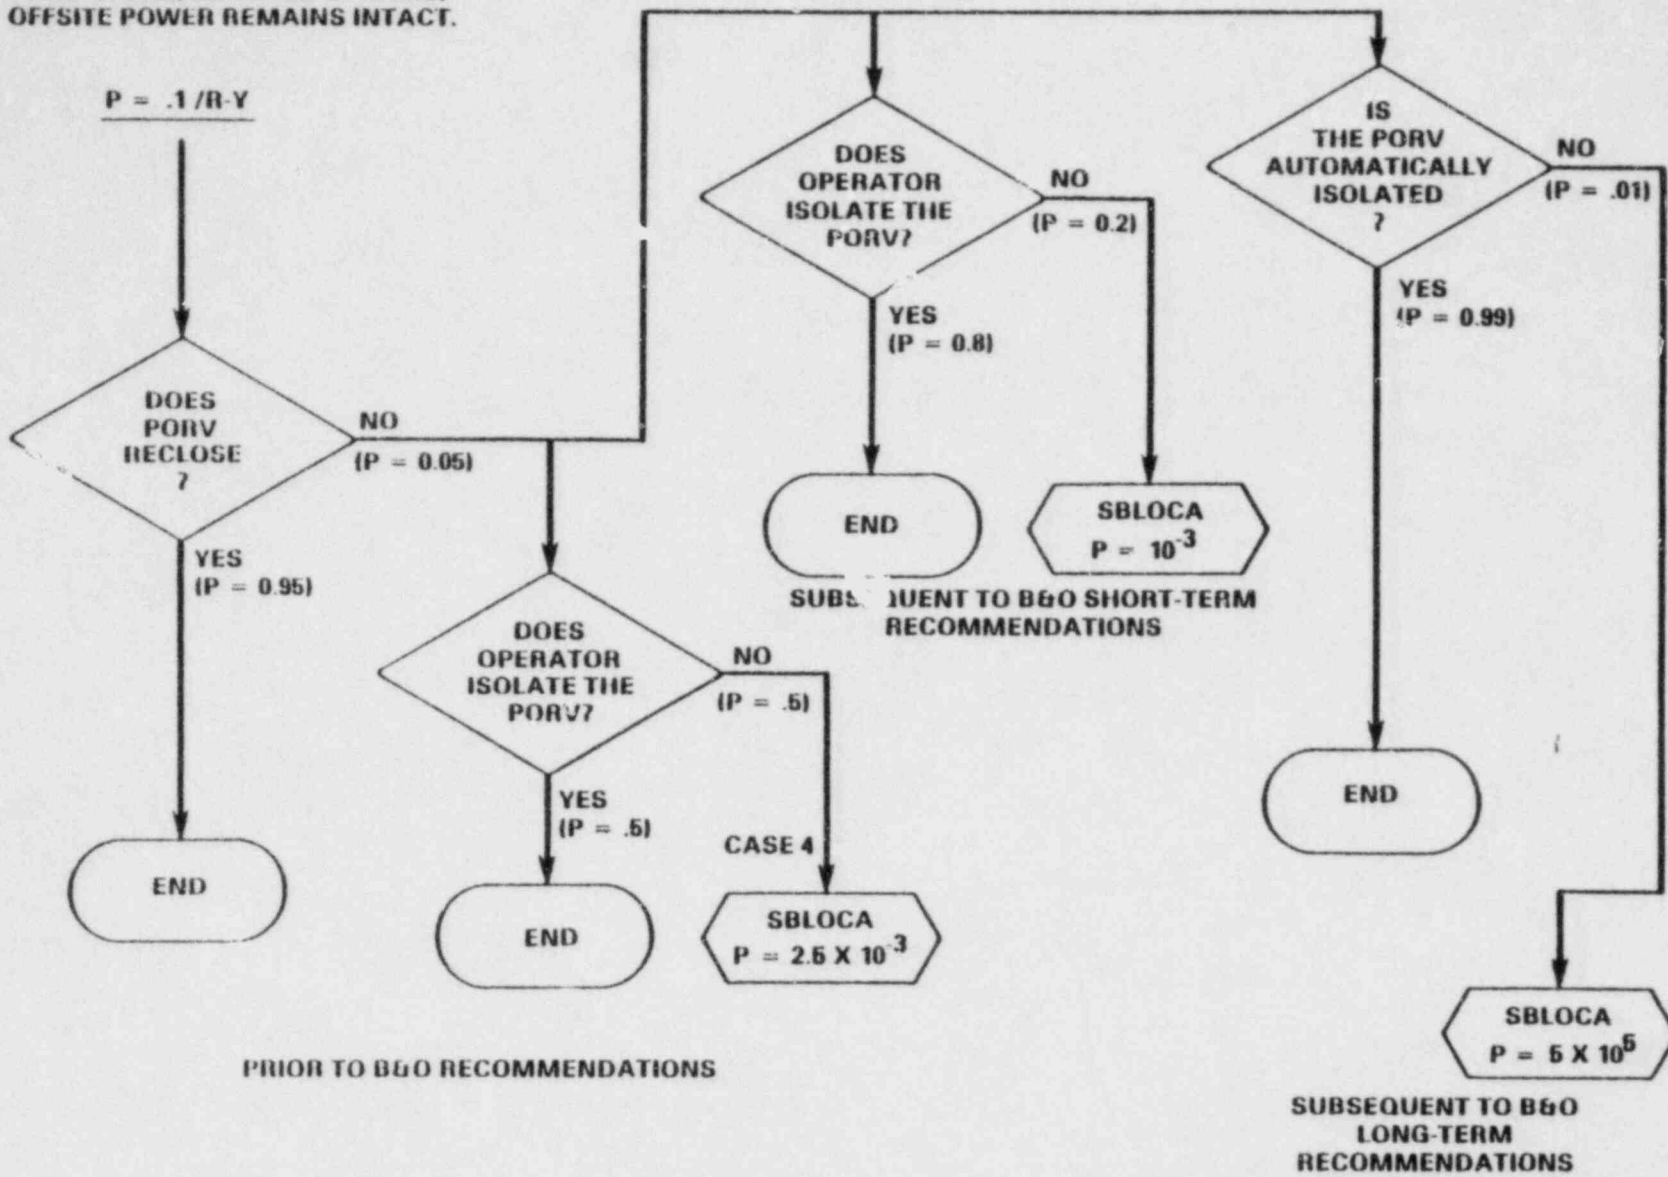 OFFSITE POWER REMAINS INTACT.
P = .1 /R-Y
DOES
PORV
RECLOSE
?
NO
(P = 0.05)
YES
(P = 0.95)
END
DOES
OPERATOR
ISOLATE THE
PORV?
NO
(P = .5)
YES
(P = .5)
END
CASE 4
SBLOCA
P = 2.5 X 10-3
PRIOR TO B&O RECOMMENDATIONS
DOES
OPERATOR
ISOLATE THE
PORV?
NO
(P = 0.2)
YES
(P = 0.8)
END
SBLOCA
P = 10-3
TO B&O SHORT-TERM
RECOMMENDATIONS
IS
THE PORV
AUTOMATICALLY
ISOLATED
?
NO
(P = .01)
YES
(P = 0.99)
END
SBLOCA
P = 5 X 105
SUBSEQUENT TO B&O
LONG-TERM
RECOMMENDATIONS